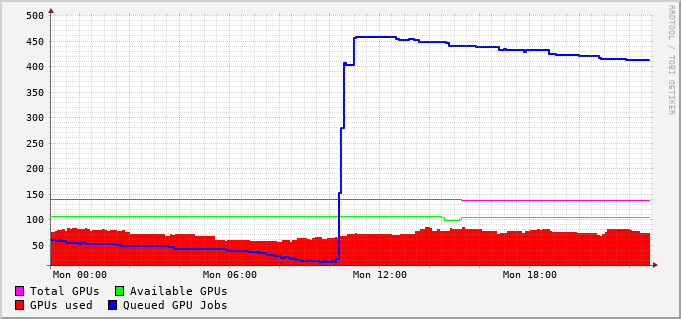 500
450
400
350
300
250
200
150
100
50
Mon 00:00 Mon 06:00 Mon 12:00 Mon 18:00
Total GPUs Available GPUs
GPUs used Queued GPU Jobs
RRDTOOL / TOBI OETIKER